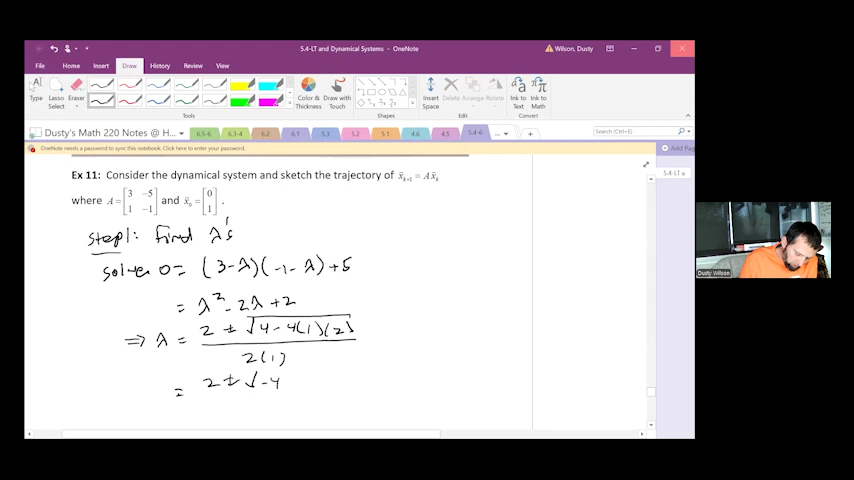 5.4-LT and Dynamical Systems - OneNote
Wilson, Dusty
File Home Insert Draw History Review View
Type Lasso Select Eraser
Color & Thickness Draw with Touch
Insert Space Delete Arrange Rotate
Ink to Text Ink to Math
Tools Shapes Edit Convert
Dusty's Math 220 Notes @ H... 6.5-6 6.3-4 6.2 6.1 5.3 5.2 5.1 4.6 4.5 5.4-6 ... + Search (Ctrl+E)
OneNote needs a password to sync this notebook. Click here to enter your password.
Add Pag
5.4-LT a
Ex 11: Consider the dynamical system and sketch the trajectory of x⃗ₖ₊₁ = Ax⃗ₖ
where A = [3 -5; 1 -1] and x⃗₀ = [0; 1].
step1: Find λ's
solve 0 = (3-λ)(-1-λ)+5
= λ² - 2λ + 2
⇒ λ = 2 ± √4-4(1)(2)
2(1)
= 2 ± √-4
Dusty Wilson